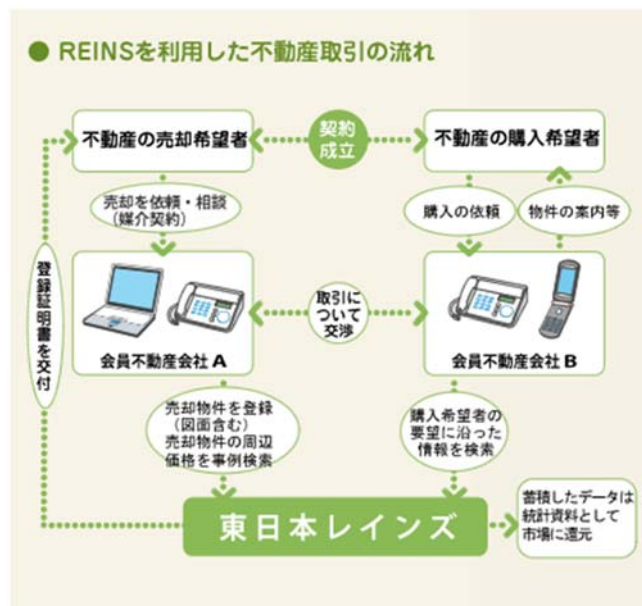 ● REINSを利用した不動産取引の流れ
不動産の売却希望者
契約
成立
不動産の購入希望者
売却を依頼・相談
(媒介契約)
購入の依頼
物件の案内等
登録証明書を交付
取引に
ついて
交渉
会員不動産会社 A
会員不動産会社 B
売却物件を登録
(図面含む)
売却物件の周辺
価格を事例検索
購入希望者の
要望に沿った
情報を検索
東日本レインズ
蓄積したデータは
統計資料として
市場に還元